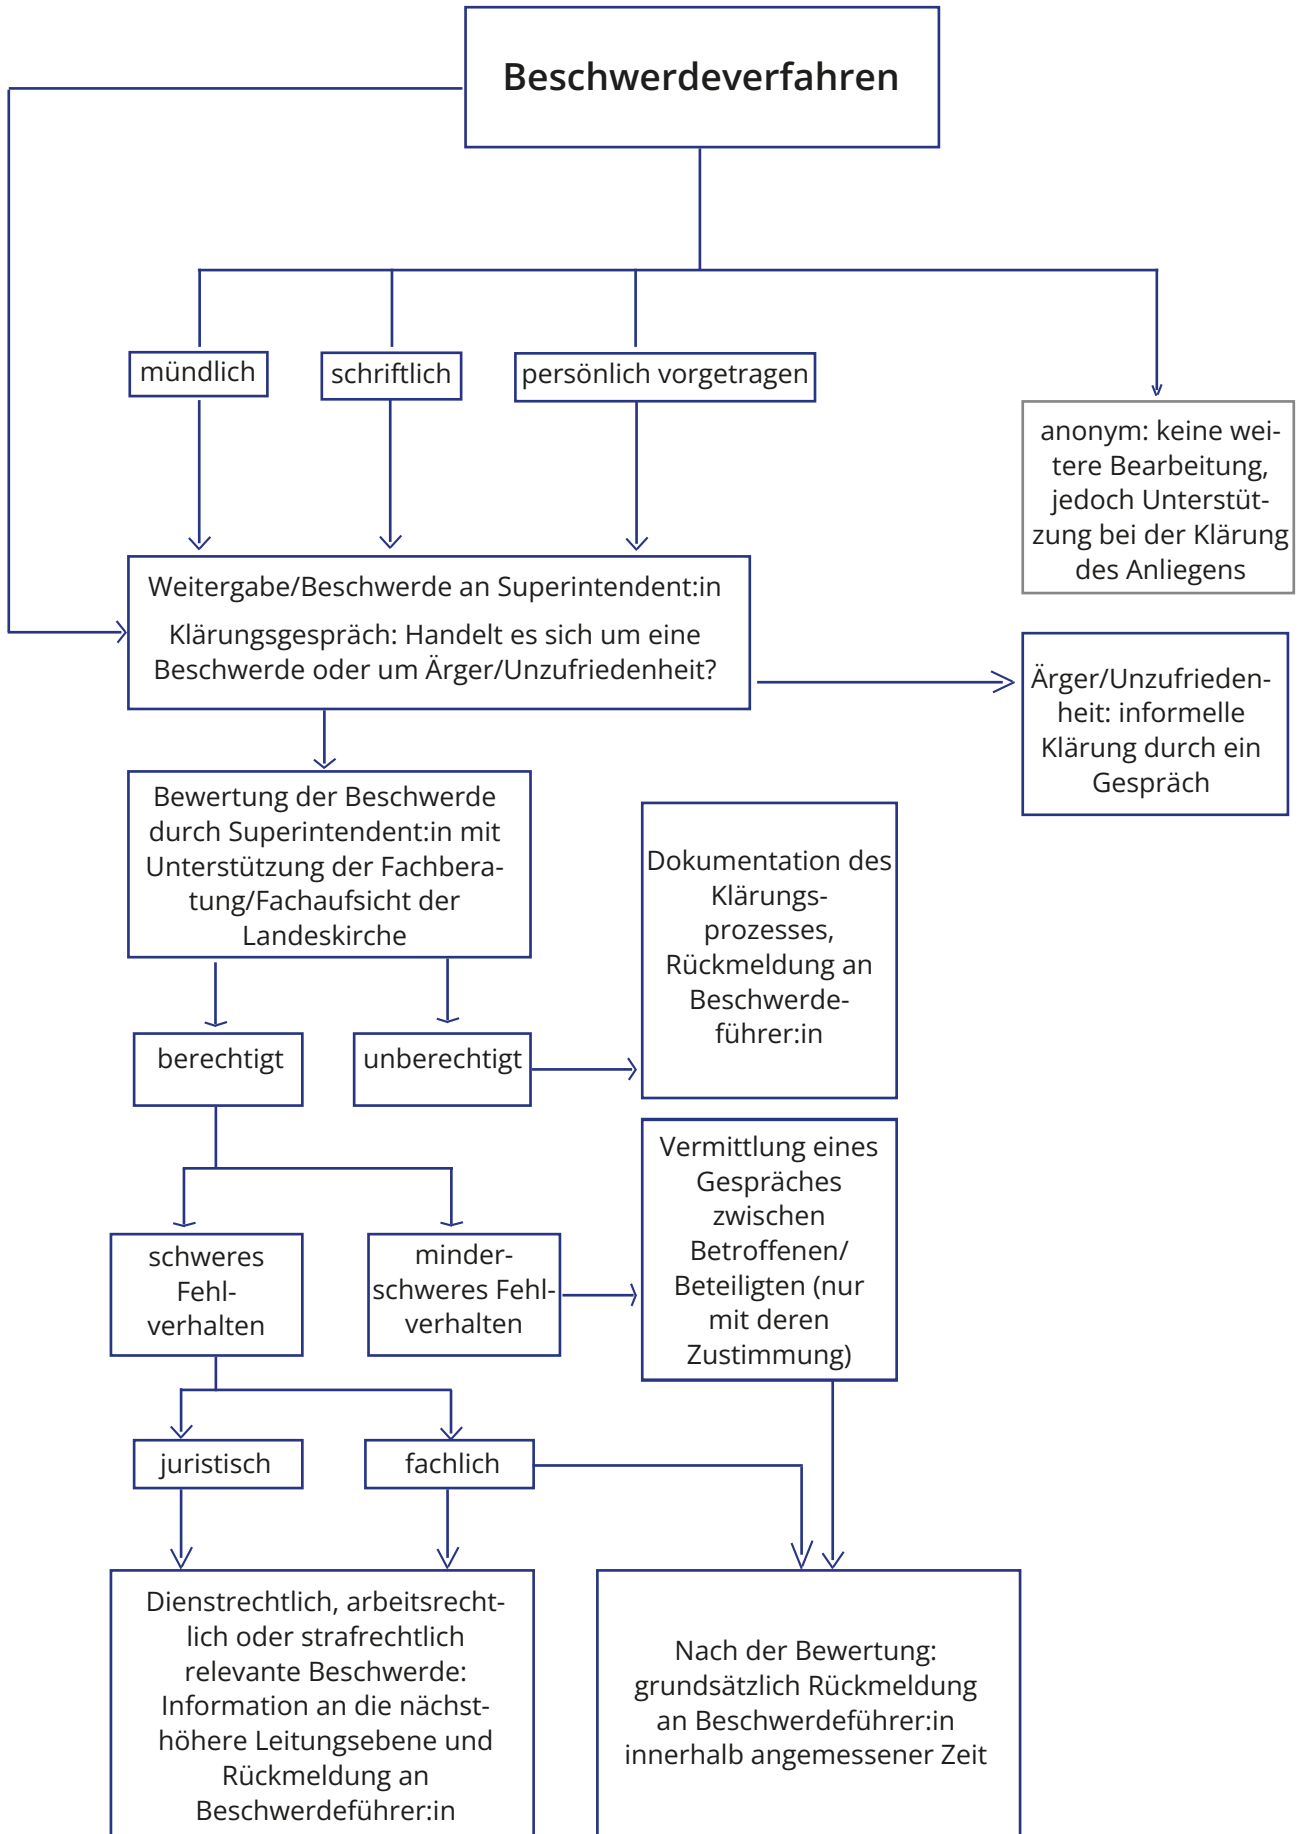 Beschwerdeverfahren
mündlich
schriftlich
persönlich vorgetragen
anonym: keine wei-
tere Bearbeitung,
jedoch Unterstüt-
zung bei der Klärung
des Anliegens
Weitergabe/Beschwerde an Superintendent:in
Klärungsgespräch: Handelt es sich um eine
Beschwerde oder um Ärger/Unzufriedenheit?
Ärger/Unzufrieden-
heit: informelle
Klärung durch ein
Gespräch
Bewertung der Beschwerde
durch Superintendent:in mit
Unterstützung der Fachbera-
tung/Fachaufsicht der
Landeskirche
Dokumentation des
Klärungs-
prozesses,
Rückmeldung an
Beschwerde-
führer:in
berechtigt
unberechtigt
Vermittlung eines
Gespräches
zwischen
Betroffenen/
Beteiligten (nur
mit deren
Zustimmung)
schweres
Fehl-
verhalten
minder-
schweres Fehl-
verhalten
juristisch
fachlich
Dienstrechtlich, arbeitsrecht-
lich oder strafrechtlich
relevante Beschwerde:
Information an die nächst-
höhere Leitungsebene und
Rückmeldung an
Beschwerdeführer:in
Nach der Bewertung:
grundsätzlich Rückmeldung
an Beschwerdeführer:in
innerhalb angemessener Zeit